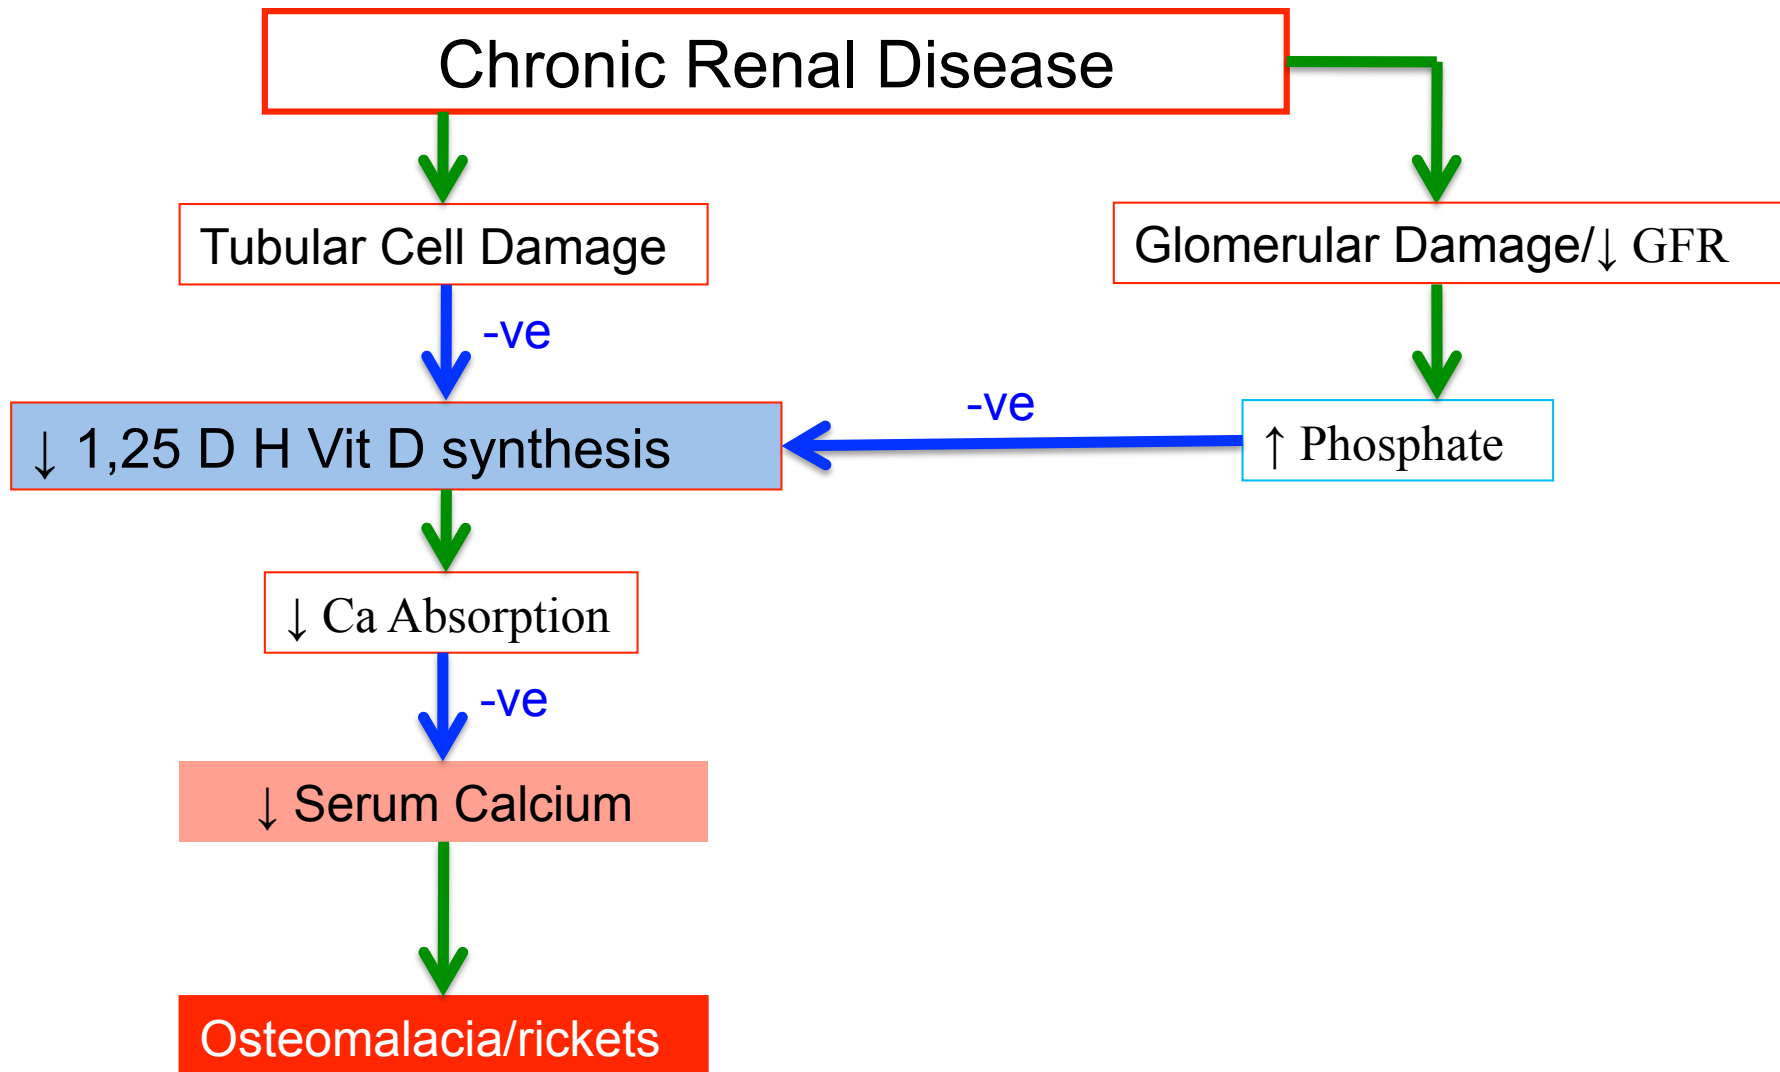 Chronic Renal Disease
Tubular Cell Damage
Glomerular Damage/↓ GFR
-ve
-ve
↓ 1,25 D H Vit D synthesis
↑ Phosphate
↓ Ca Absorption
-ve
↓ Serum Calcium
Osteomalacia/rickets